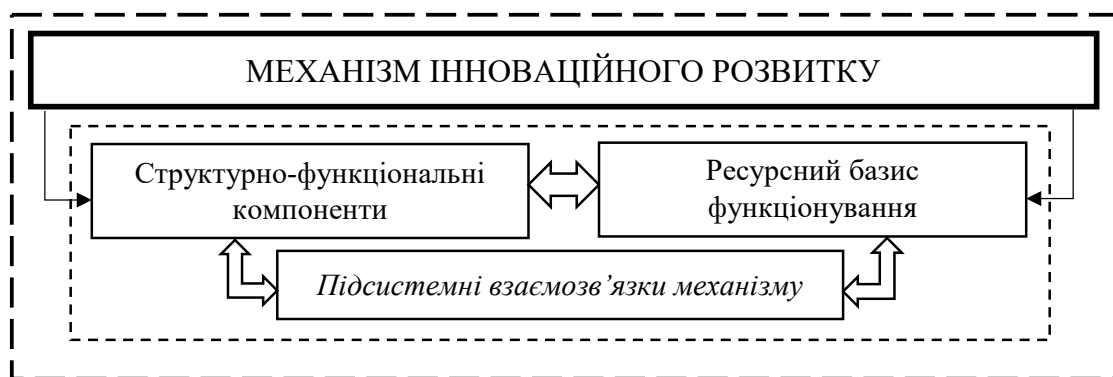 МЕХАНІЗМ ІННОВАЦІЙНОГО РОЗВИТКУ
Структурно-функціональні
компоненти
Ресурсний базис
функціонування
Підсистемні взаємозв’язки механізму